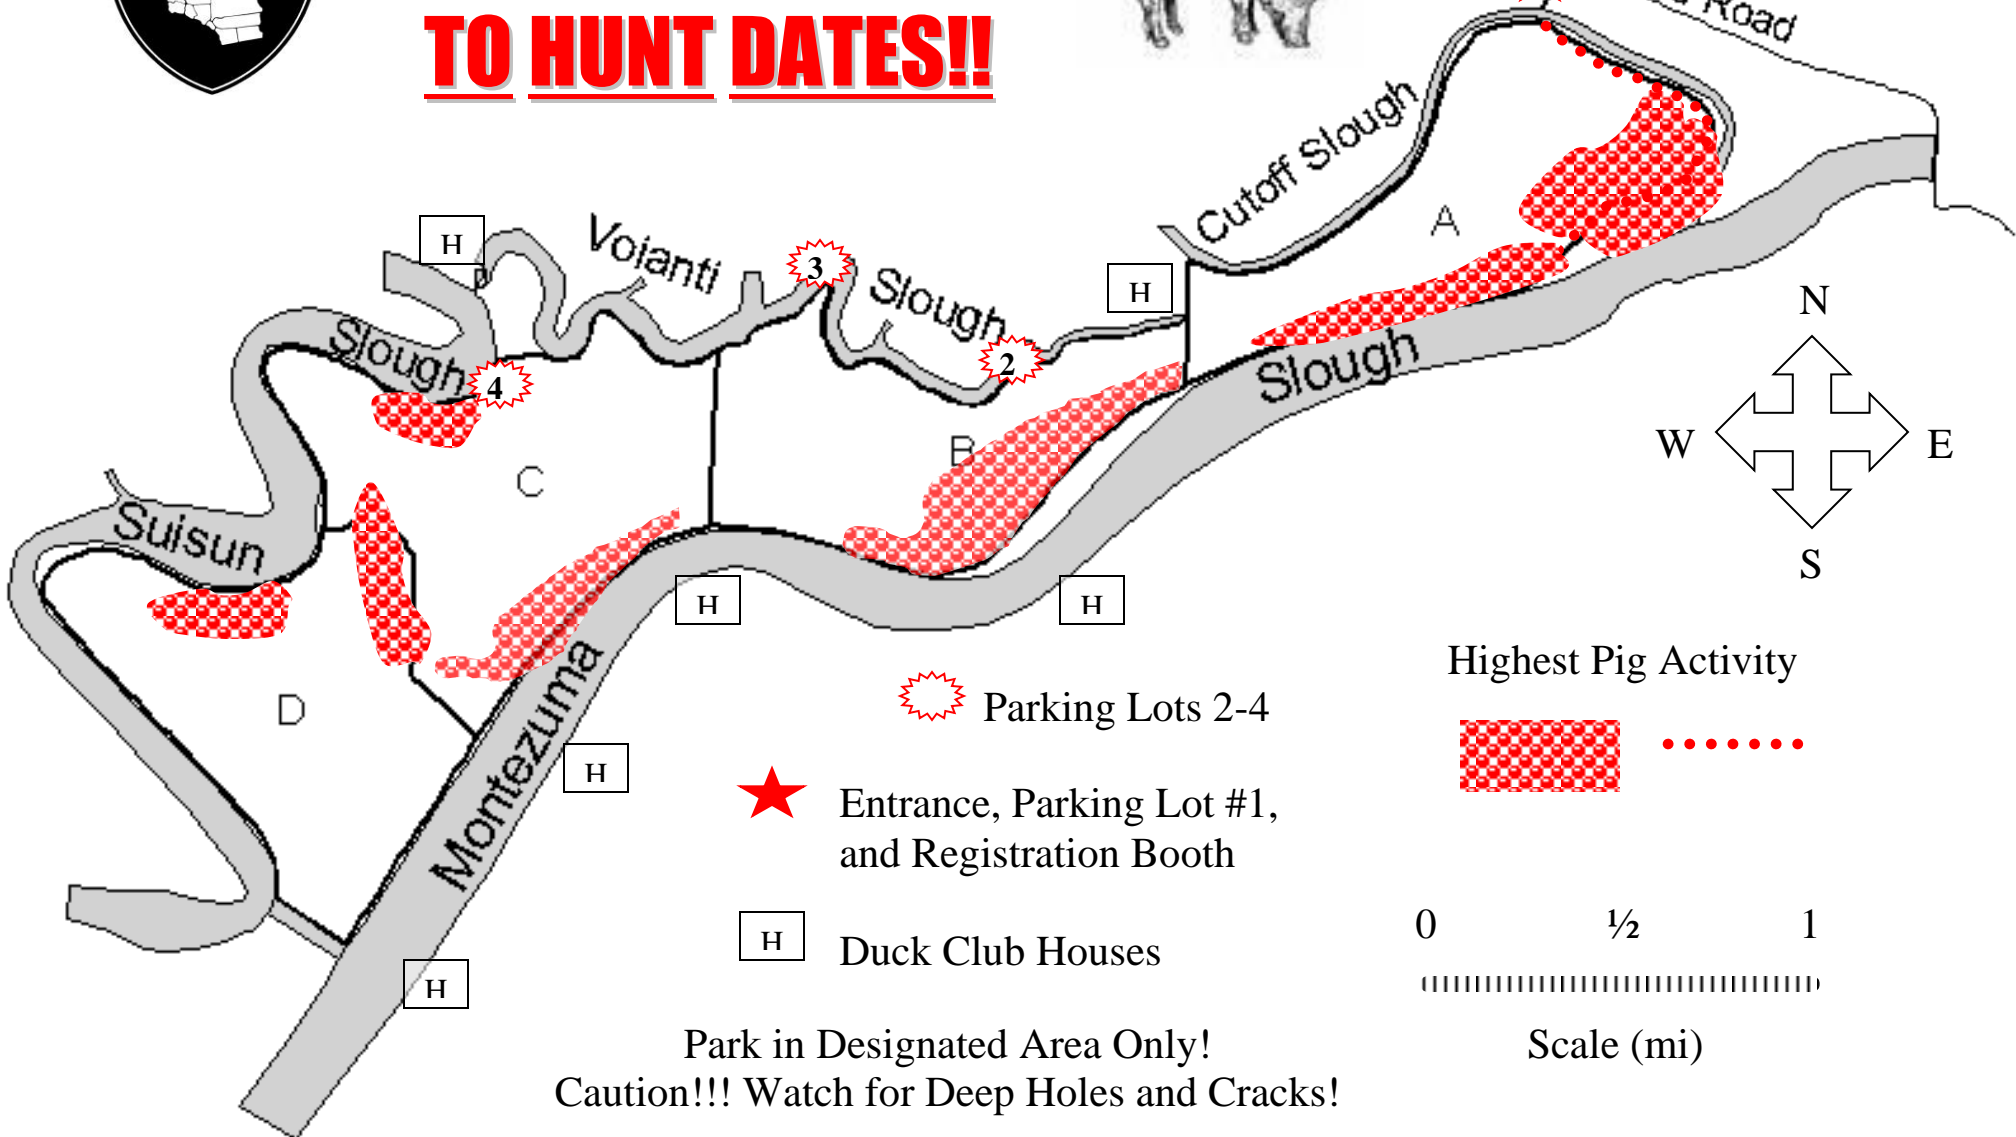 TO HUNT DATES!!
Road
Cutoff Slough
A
H
Voianti
3
Slough
H
N
Slough
4
2
Slough
W
E
B
C
Suisun
S
H
H
Highest Pig Activity
D
Parking Lots 2-4
Montezuma
H
Entrance, Parking Lot #1,
and Registration Booth
0 ½ 1
H
Duck Club Houses
H
Park in Designated Area Only!
Scale (mi)
Caution!!! Watch for Deep Holes and Cracks!